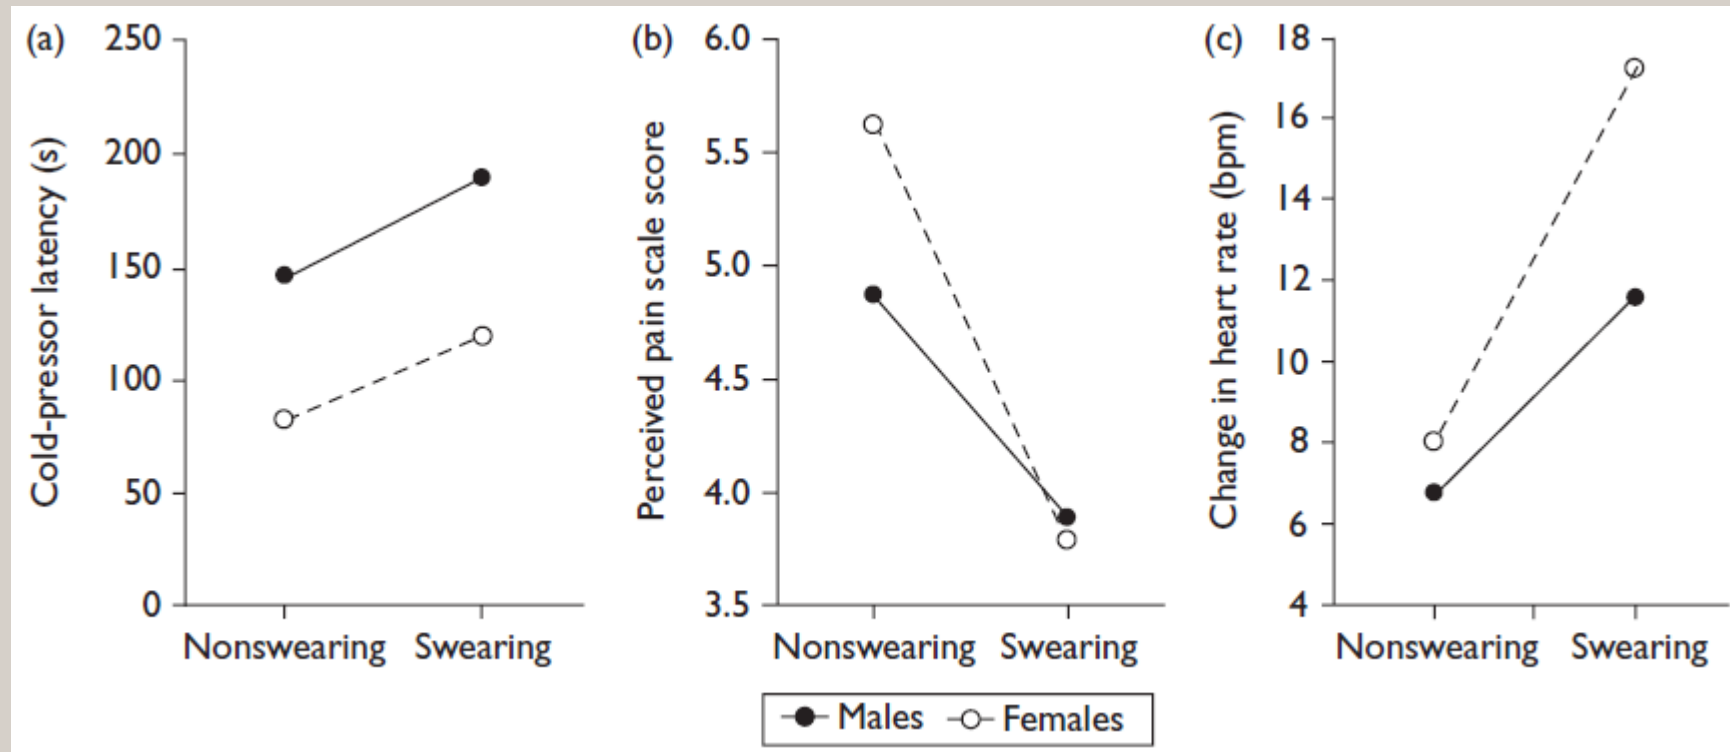 (a)
Cold-pressor latency (s)
250
200
150
100
50
0
Nonswearing Swearing
(b)
Perceived pain scale score
6.0
5.5
5.0
4.5
4.0
3.5
Nonswearing Swearing
(c)
Change in heart rate (bpm)
18
16
14
12
10
8
6
4
Nonswearing Swearing
Males Females